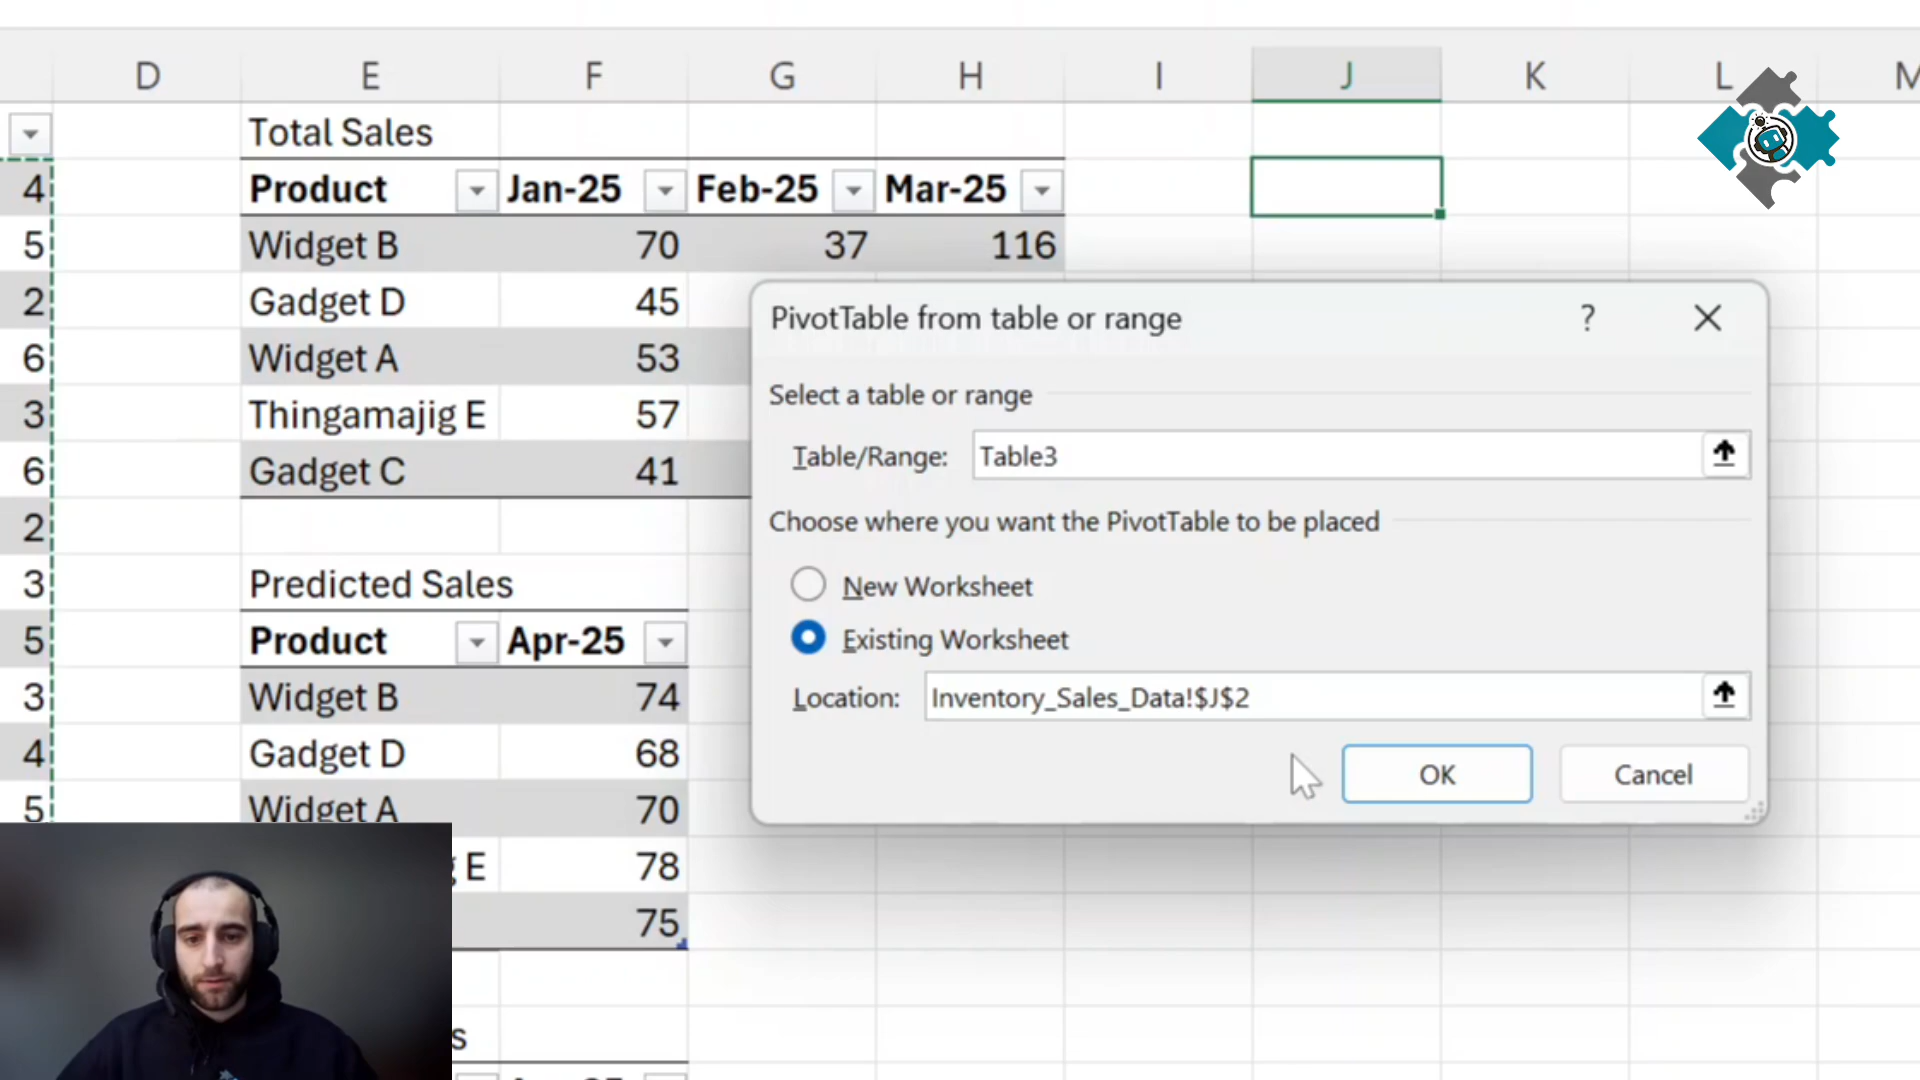 D E F G H I J K L M
Total Sales
4 Product Jan-25 Feb-25 Mar-25
5 Widget B 70 37 116
2 Gadget D 45
6 Widget A 53
3 Thingamajig E 57
6 Gadget C 41
2
3 Predicted Sales
5 Product Apr-25
3 Widget B 74
4 Gadget D 68
5 Widget A 70
E 78
75
s
PivotTable from table or range ?
Select a table or range
Table/Range: Table3
Choose where you want the PivotTable to be placed
New Worksheet
Existing Worksheet
Location: Inventory_Sales_Data!$J$2
OK Cancel